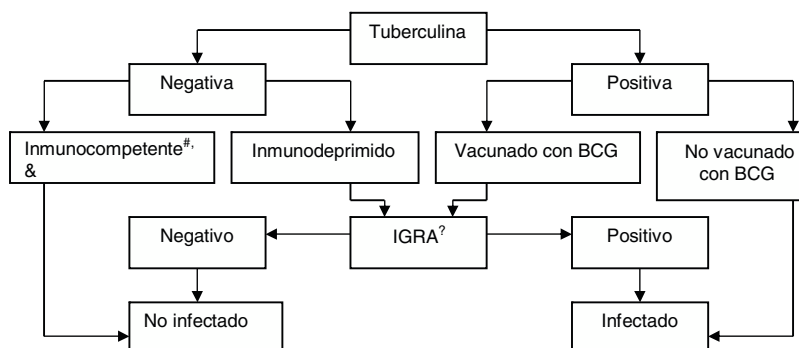 Tuberculina
Negativa
Positiva
Inmunocompetente#,
&
Inmunodeprimido
Vacunado con BCG
No vacunado
con BCG
Negativo
IGRA?
Positivo
No infectado
Infectado